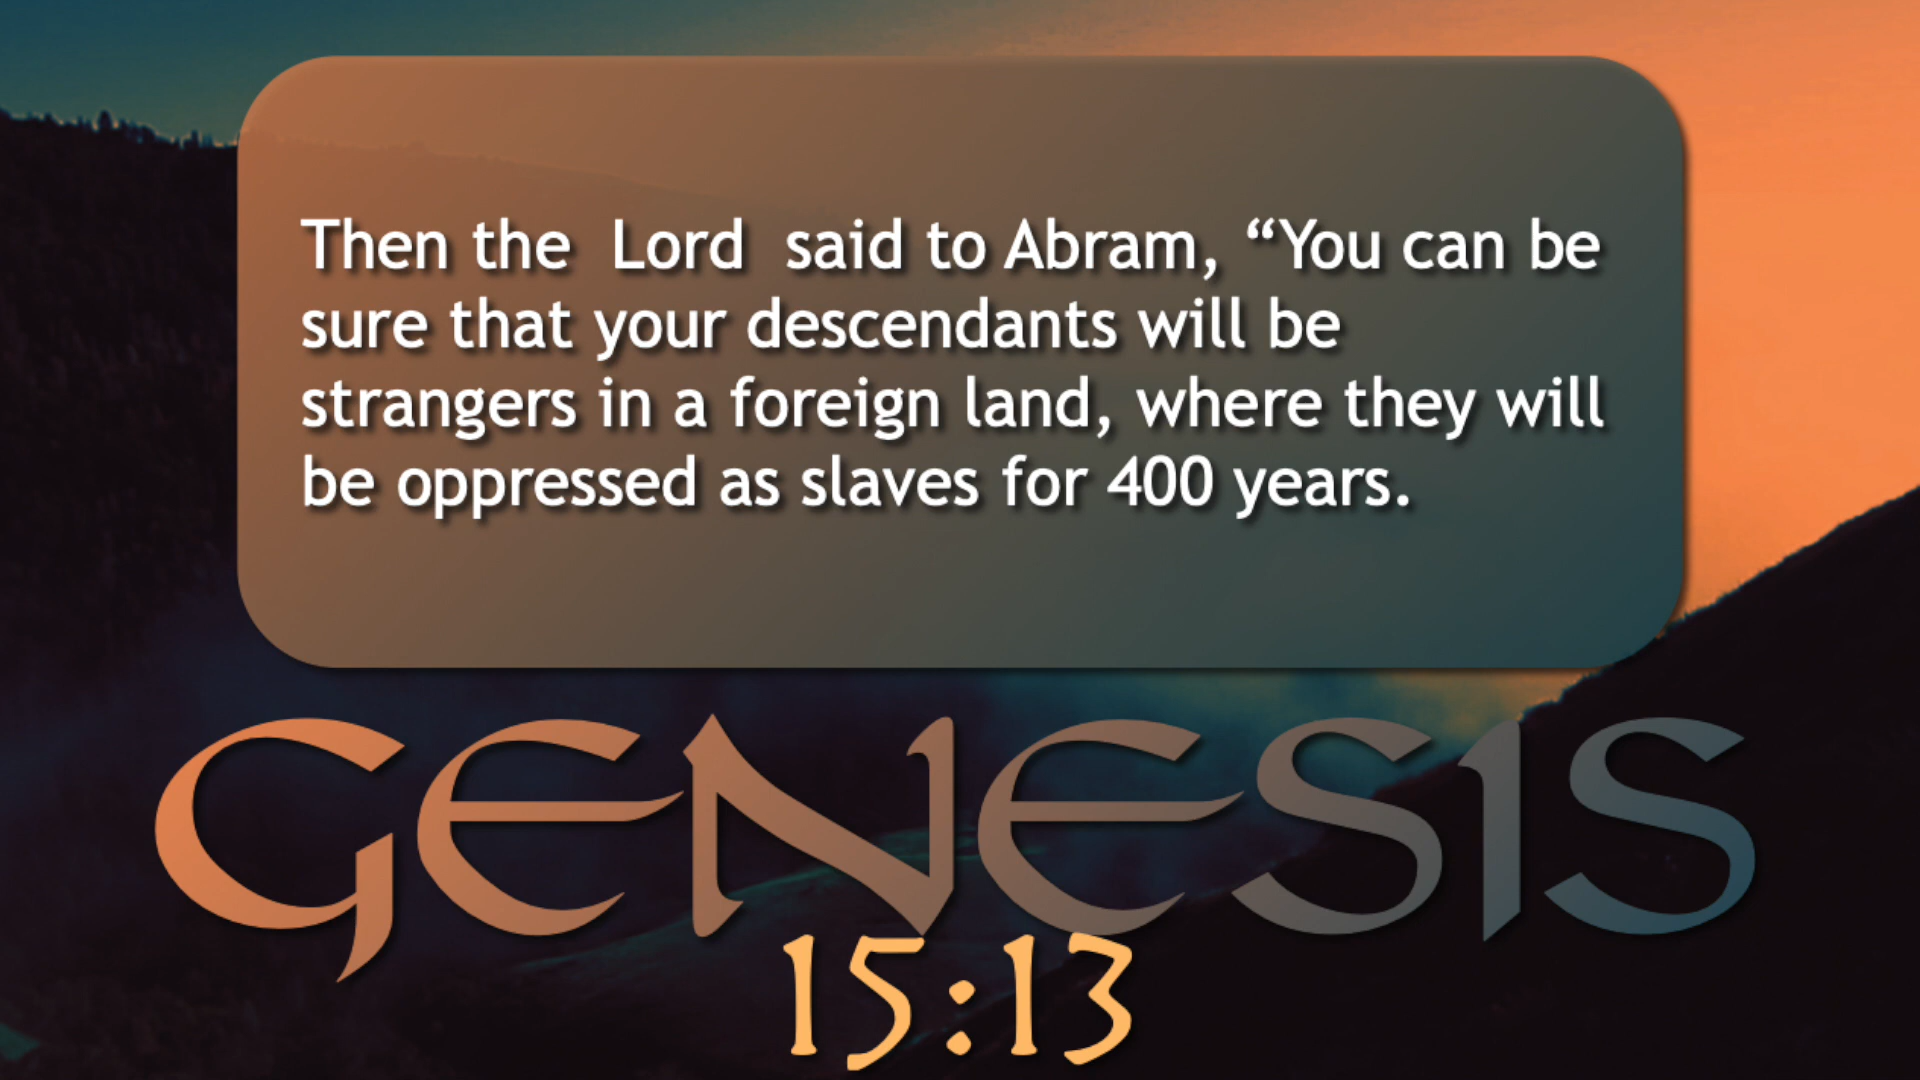 Then the Lord said to Abram, “You can be
sure that your descendants will be
strangers in a foreign land, where they will
be oppressed as slaves for 400 years.
GENESIS
15:13